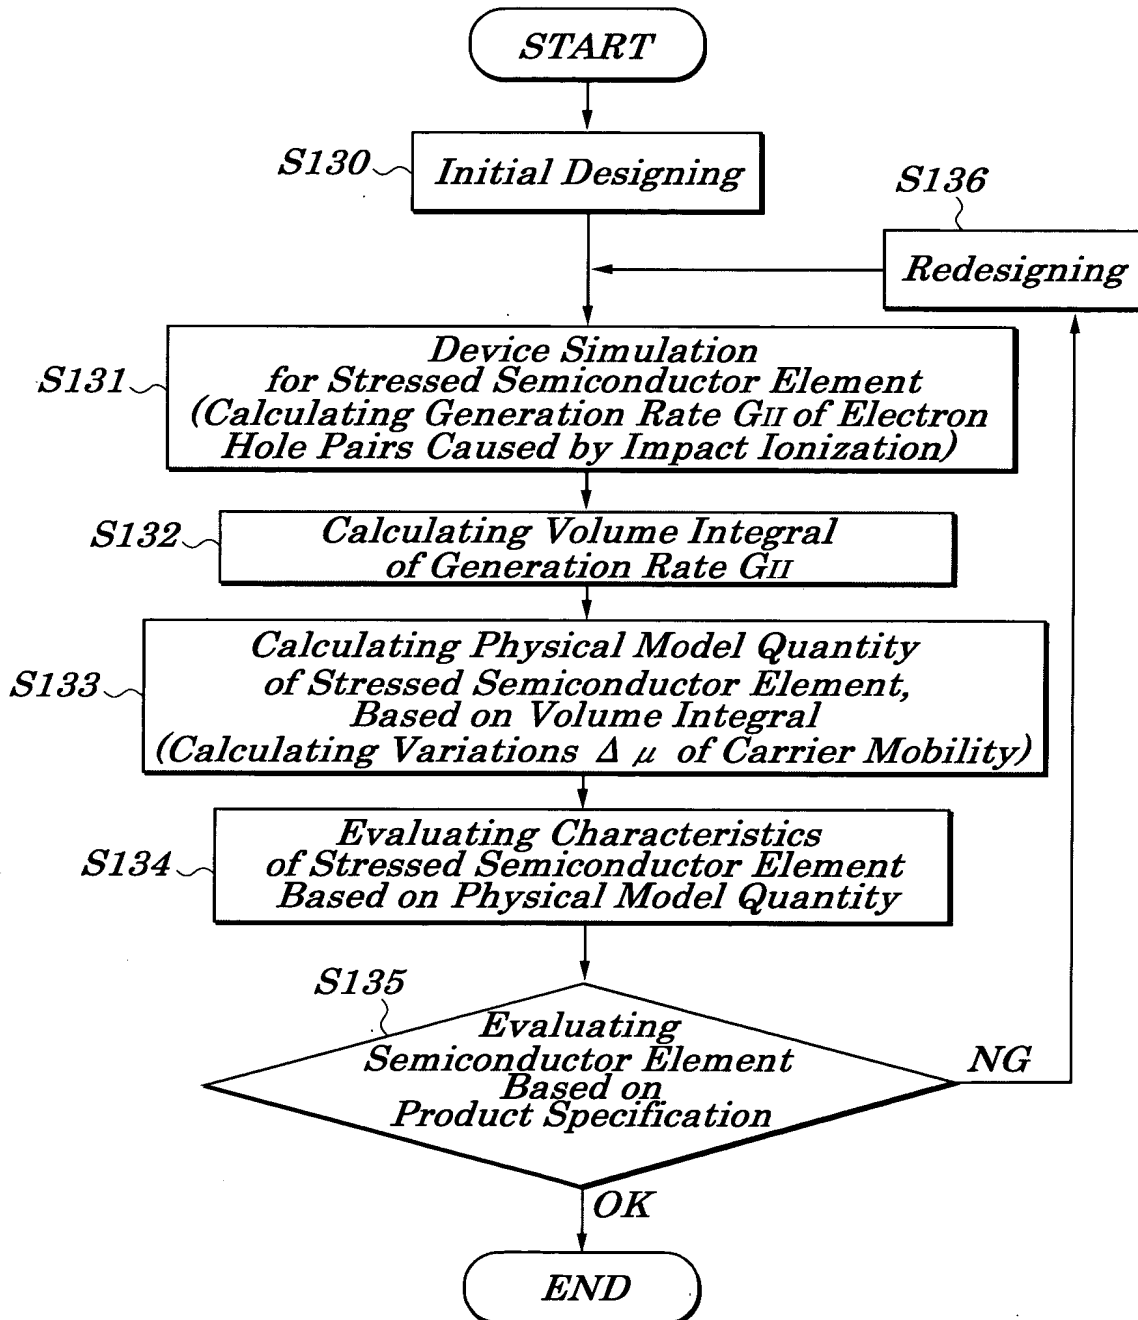 START
S130
Initial Designing
S136
Redesigning
S131
Device Simulation
for Stressed Semiconductor Element
(Calculating Generation Rate GII of Electron
Hole Pairs Caused by Impact Ionization)
S132
Calculating Volume Integral
of Generation Rate GII
S133
Calculating Physical Model Quantity
of Stressed Semiconductor Element,
Based on Volume Integral
(Calculating Variations Δ μ of Carrier Mobility)
S134
Evaluating Characteristics
of Stressed Semiconductor Element
Based on Physical Model Quantity
S135
Evaluating
Semiconductor Element
Based on
Product Specification
NG
OK
END